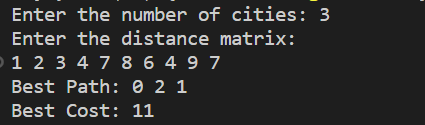 Enter the number of cities: 3
Enter the distance matrix:
1 2 3 4 7 8 6 4 9 7
Best Path: 0 2 1
Best Cost: 11